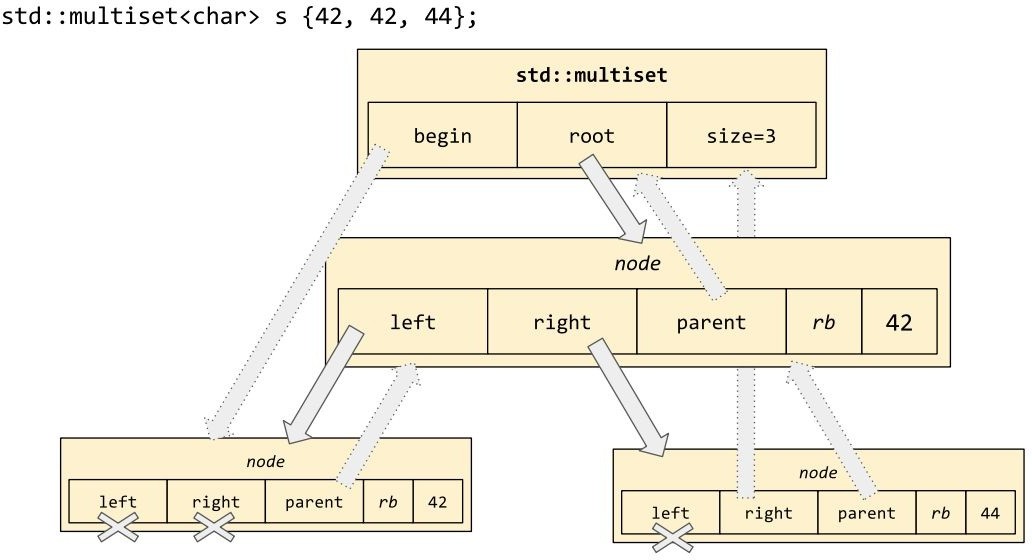 std::multiset<char> s {42, 42, 44};
std::multiset
begin root size=3
node
left right parent rb 42
node
left right parent rb 42
node
left right parent rb 44